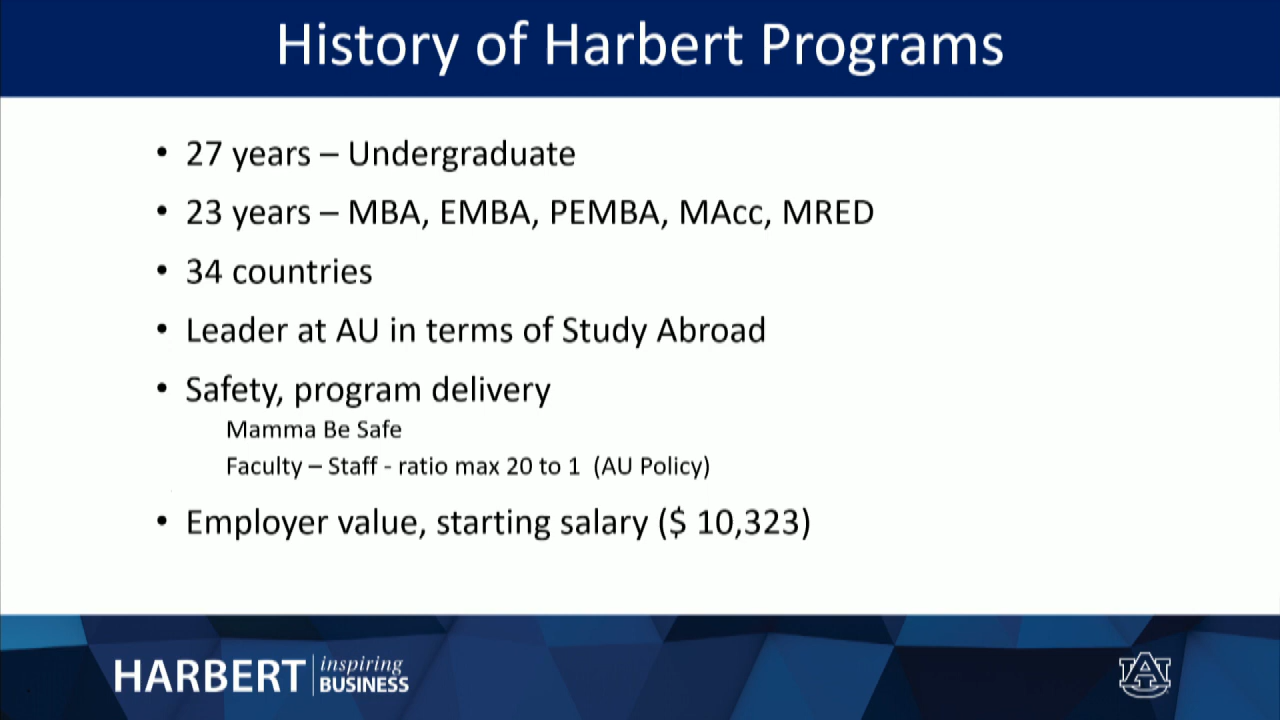 History of Harbert Programs
• 27 years – Undergraduate
• 23 years – MBA, EMBA, PEMBA, MAcc, MRED
• 34 countries
• Leader at AU in terms of Study Abroad
• Safety, program delivery
Mamma Be Safe
Faculty – Staff - ratio max 20 to 1  (AU Policy)
• Employer value, starting salary ($ 10,323)
HARBERT
inspiring
BUSINESS
AU